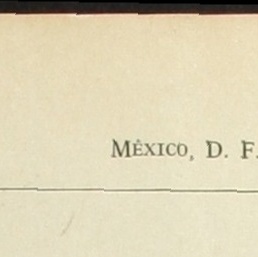 MÉXICO, D. F.